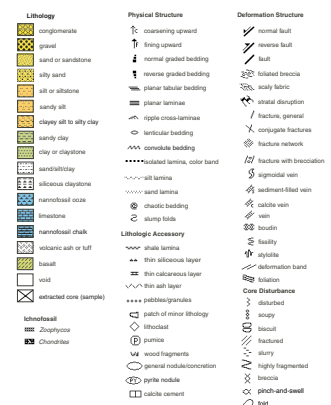 Lithology
conglomerate
gravel
sand or sandstone
silty sand
silt or siltstone
sandy silt
clayey silt to silty clay
sandy clay
clay or claystone
sand/silt/clay
siliceous claystone
nannofossil ooze
limestone
nannofossil chalk
volcanic ash or tuff
basalt
void
extracted core (sample)
Ichnofossil
Zoophycos
Chondrites
Physical Structure
coarsening upward
fining upward
normal graded bedding
reverse graded bedding
planar tabular bedding
planar laminae
ripple cross-laminae
lenticular bedding
convolute bedding
isolated lamina, color band
silt lamina
sand lamina
chaotic bedding
slump folds
Lithologic Accessory
shale lamina
thin siliceous layer
thin calcareous layer
thin ash layer
pebbles/granules
patch of minor lithology
lithoclast
P pumice
wood fragments
general nodule/concretion
PY pyrite nodule
calcite cement
Deformation Structure
normal fault
reverse fault
fault
foliated breccia
scaly fabric
stratal disruption
fracture, general
conjugate fractures
fracture network
fracture with brecciation
sigmoidal vein
sediment-filled vein
calcite vein
vein
boudin
fissility
stylolite
deformation band
foliation
Core Disturbance
disturbed
soupy
biscuit
fractured
slurry
highly fragmented
breccia
pinch-and-swell
fold